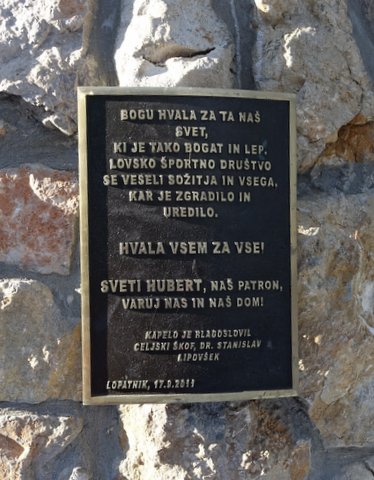 BOGU HVALA ZA TA NAŠ
SVET,
KI JE TAKO BOGAT IN LEP.
LOVSKO ŠPORTNO DRUŠTVO
SE VESELI SOŽITJA IN VSEGA,
KAR JE ZGRADILO IN
UREDILO.
HVALA VSEM ZA VSE!
SVETI HUBERT, NAŠ PATRON,
VARUJ NAS IN NAŠ DOM!
KAPELO JE BLAGOSLOVIL
CELJSKI ŠKOF, DR. STANISLAV
LIPOVŠEK
LOPATNIK, 17.9.2011